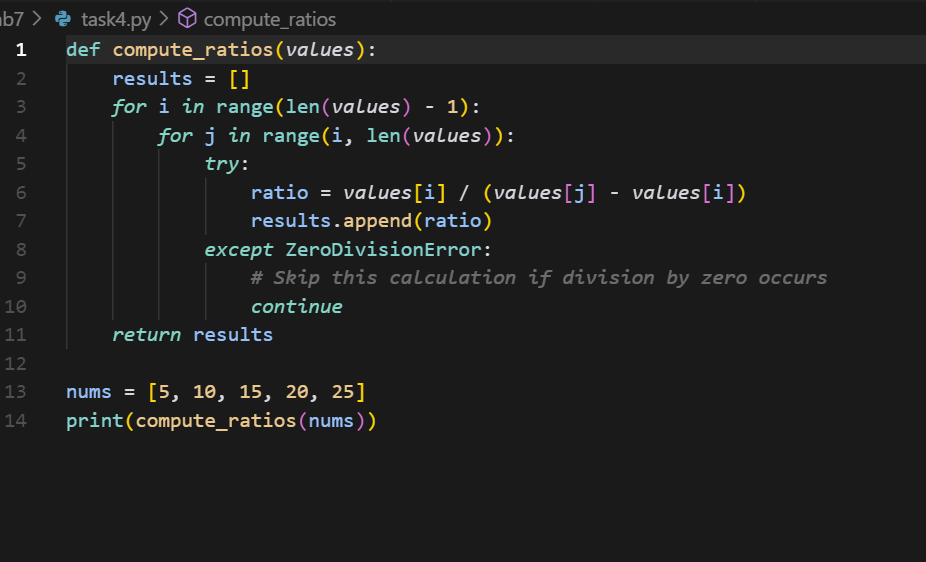 ab7 > task4.py > compute_ratios
1 def compute_ratios(values):
2     results = []
3     for i in range(len(values) - 1):
4         for j in range(i, len(values)):
5             try:
6                 ratio = values[i] / (values[j] - values[i])
7                 results.append(ratio)
8             except ZeroDivisionError:
9                 # Skip this calculation if division by zero occurs
10                 continue
11     return results
12
13 nums = [5, 10, 15, 20, 25]
14 print(compute_ratios(nums))